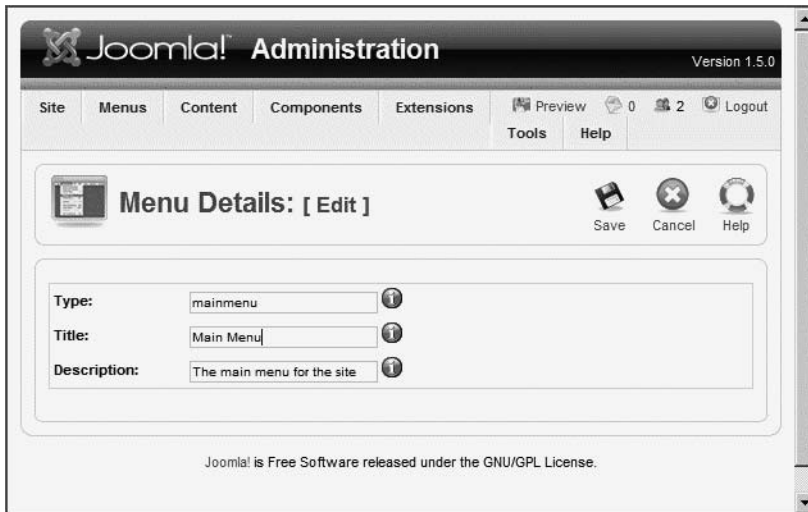 Joomla! Administration
Version 1.5.0
Site Menus Content Components Extensions Preview 0 2 Logout
Tools Help
Menu Details: [ Edit ]
Save Cancel Help
Type: mainmenu
Title: Main Menu
Description: The main menu for the site
Joomla! is Free Software released under the GNU/GPL License.